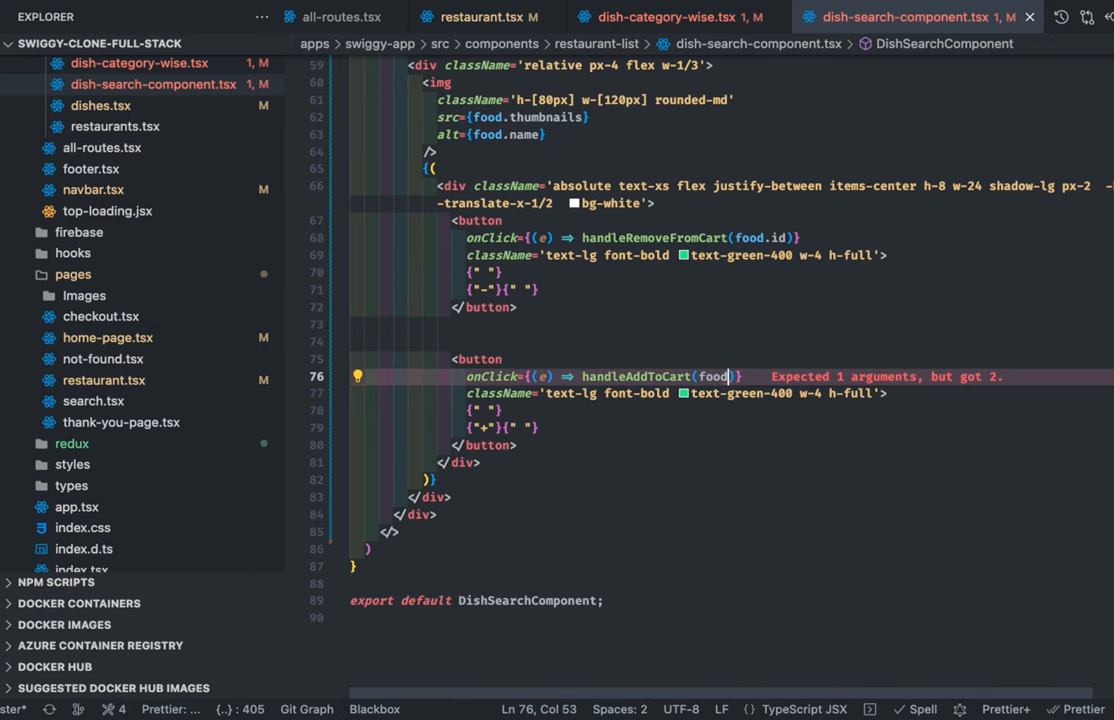 EXPLORER ...
all-routes.tsx restaurant.tsx M dish-category-wise.tsx 1, M dish-search-component.tsx 1, M
SWIGGY-CLONE-FULL-STACK
apps > swiggy-app > src > components > restaurant-list > dish-search-component.tsx > DishSearchComponent
dish-category-wise.tsx 1, M
dish-search-component.tsx 1, M
dishes.tsx M
restaurants.tsx
all-routes.tsx
footer.tsx
navbar.tsx M
top-loading.jsx
firebase
hooks
pages
Images
checkout.tsx
home-page.tsx M
not-found.tsx
restaurant.tsx M
search.tsx
thank-you-page.tsx
redux
styles
types
app.tsx
index.css
index.d.ts
index.tsx
NPM SCRIPTS
DOCKER CONTAINERS
DOCKER IMAGES
AZURE CONTAINER REGISTRY
DOCKER HUB
SUGGESTED DOCKER HUB IMAGES
59 <div className='relative px-4 flex w-1/3'>
60 <img
61 className='h-[80px] w-[120px] rounded-md'
62 src={food.thumbnails}
63 alt={food.name}
64 />
65 {(
66 <div className='absolute text-xs flex justify-between items-center h-8 w-24 shadow-lg px-2 -
-translate-x-1/2 bg-white'>
67 <button
68 onClick={(e) => handleRemoveFromCart(food.id)}
69 className='text-lg font-bold text-green-400 w-4 h-full'>
70 {" "}
71 {"-"}{" "}
72 </button>
73
74
75 <button
76 onClick={(e) => handleAddToCart(food)} Expected 1 arguments, but got 2.
77 className='text-lg font-bold text-green-400 w-4 h-full'>
78 {" "}
79 {"+"}{" "}
80 </button>
81 </div>
82 )}
83 </div>
84 </div>
85 </>
86 )
87 }
88
89 export default DishSearchComponent;
90
ster* 4 Prettier: ... {..} : 405 Git Graph Blackbox Ln 76, Col 53 Spaces: 2 UTF-8 LF {} TypeScript JSX Spell Prettier+ Prettier